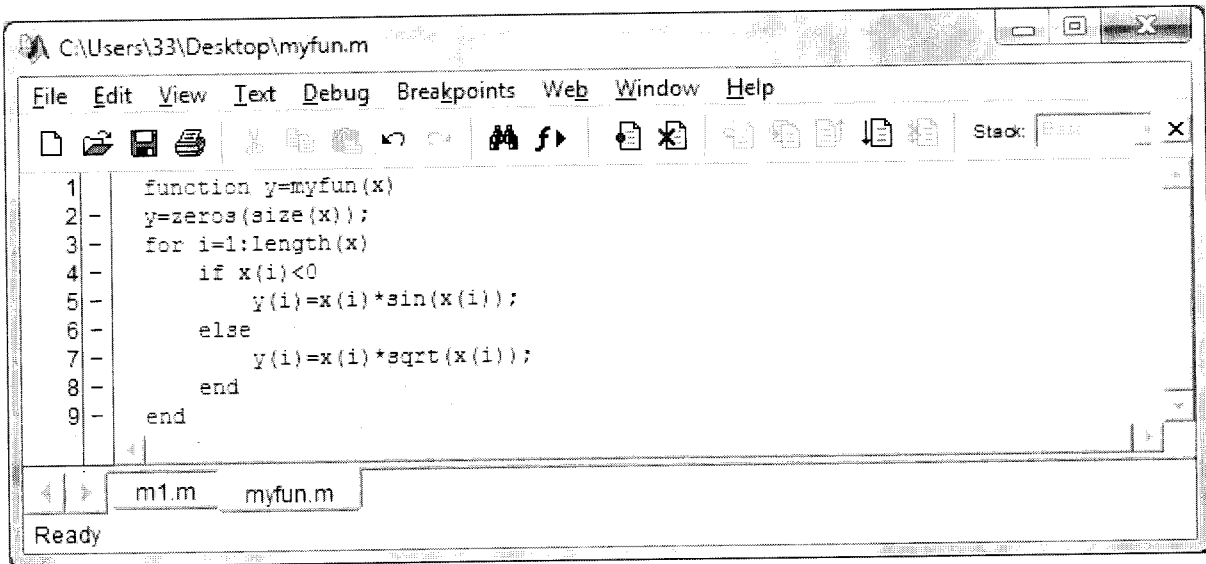 C:\Users\33\Desktop\myfun.m
File Edit View Text Debug Breakpoints Web Window Help
Stack:
1 function y=myfun(x)
2 - y=zeros(size(x));
3 - for i=1:length(x)
4 - if x(i)<0
5 - y(i)=x(i)*sin(x(i));
6 - else
7 - y(i)=x(i)*sqrt(x(i));
8 - end
9 - end
m1.m myfun.m
Ready